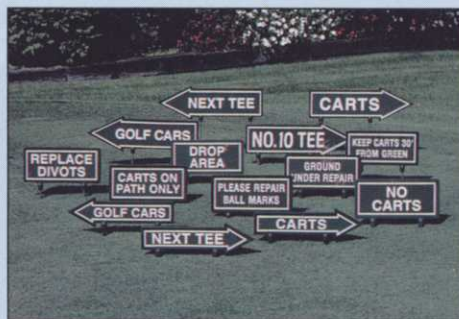 NEXT TEE
CARTS
GOLF CARS
NO.10 TEE
KEEP CARTS 30'
FROM GREEN
DROP
AREA
REPLACE
DIVOTS
GROUND
UNDER REPAIR
CARTS ON
PATH ONLY
PLEASE REPAIR
BALL MARKS
NO
CARTS
GOLF CARS
CARTS
NEXT TEE